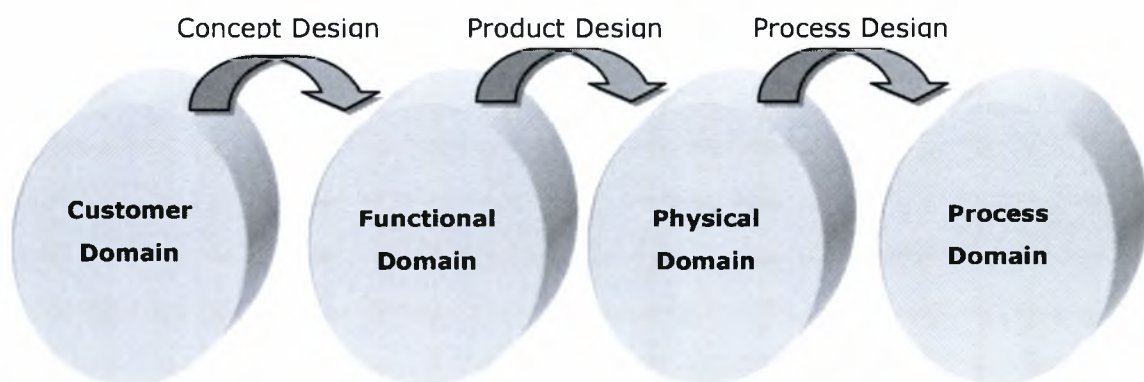 Concept Design
Product Design
Process Design
Customer
Domain
Functional
Domain
Physical
Domain
Process
Domain